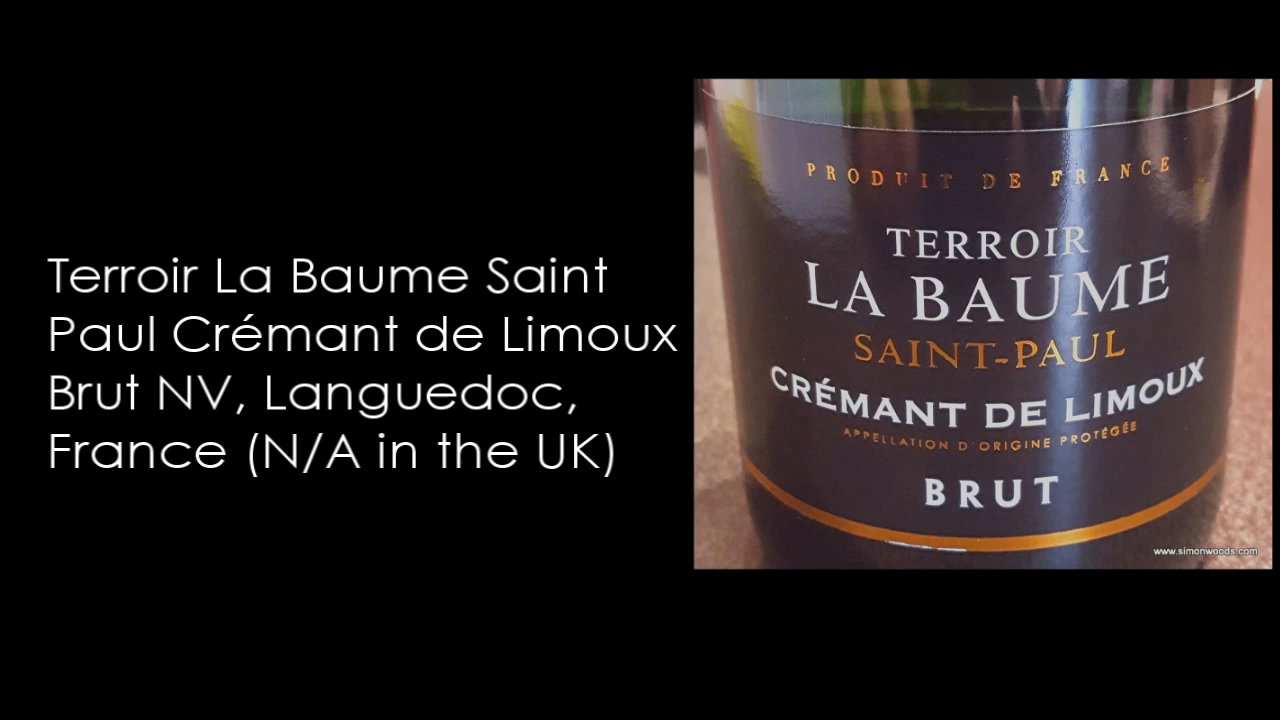 Terroir La Baume Saint
Paul Crémant de Limoux
Brut NV, Languedoc,
France (N/A in the UK)
PRODUIT DE FRANCE
TERROIR
LA BAUME
SAINT-PAUL
CRÉMANT DE LIMOUX
APPELLATION D'ORIGINE PROTÉGÉE
BRUT
www.simonwoods.com